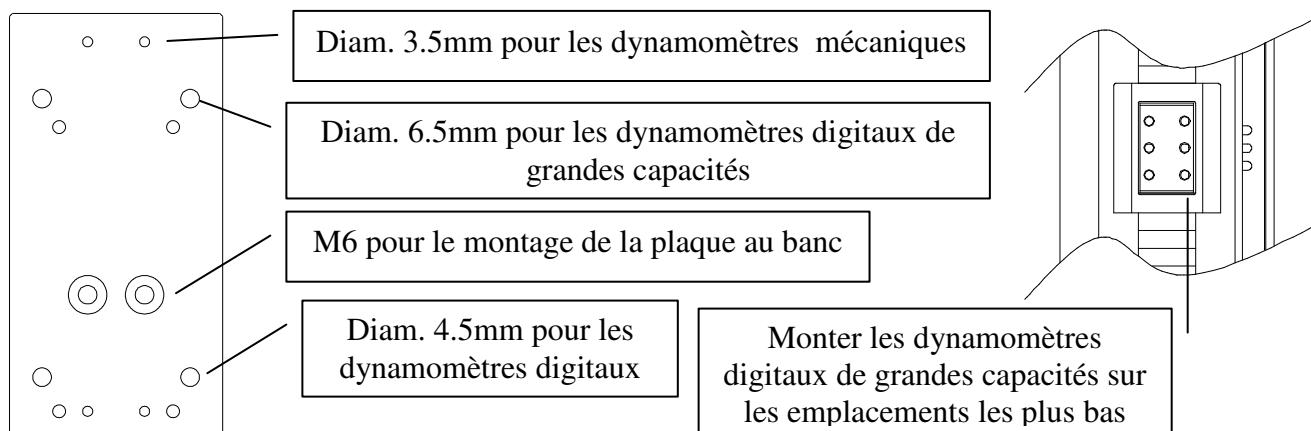 Diam. 3.5mm pour les dynamomètres  mécaniques
Diam. 6.5mm pour les dynamomètres digitaux de
grandes capacités
M6 pour le montage de la plaque au banc
Diam. 4.5mm pour les
dynamomètres digitaux
Monter les dynamomètres
digitaux de grandes capacités sur
les emplacements les plus bas